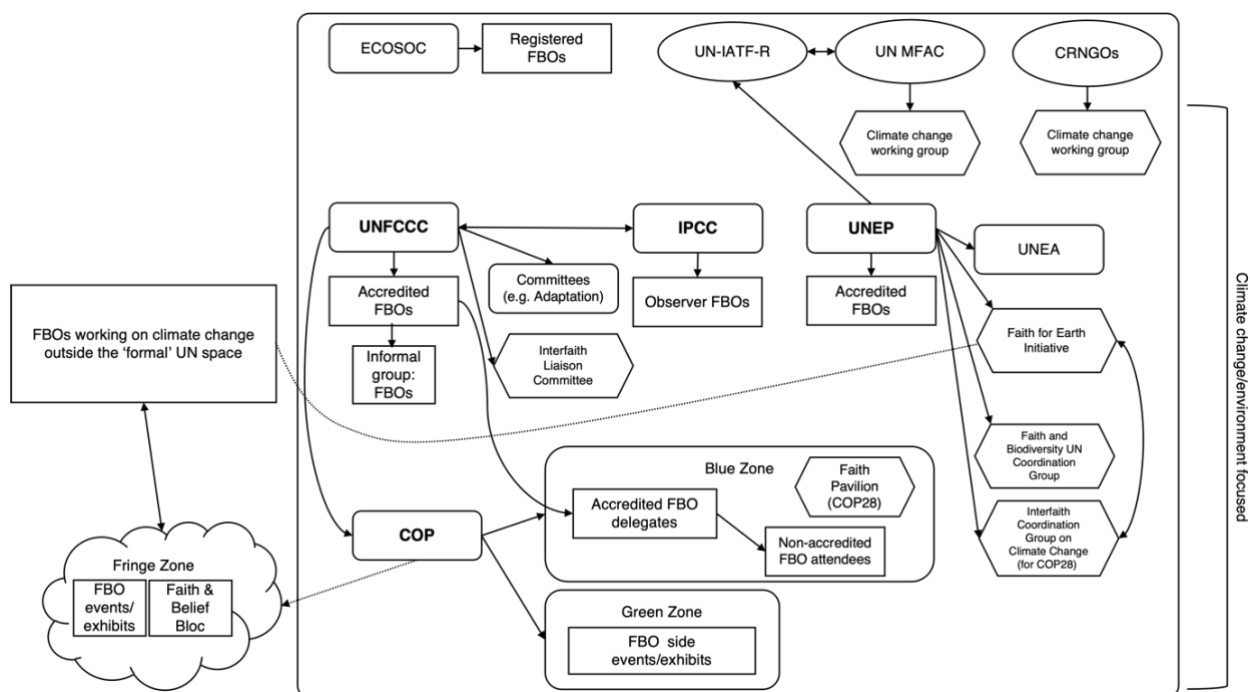 ECOSOC
Registered
FBOs
UN-IATF-R
UN MFAC
CRNGOs
Climate change
working group
Climate change
working group
UNFCCC
IPCC
UNEP
UNEA
Committees
(e.g. Adaptation)
Accredited
FBOs
Observer FBOs
Accredited
FBOs
FBOs working on climate change
outside the ‘formal’ UN space
Informal
group:
FBOs
Interfaith
Liaison
Committee
Faith for Earth
Initiative
Climate change/environment focused
Faith and
Biodiversity UN
Coordination
Group
Blue Zone
Faith
Pavilion
(COP28)
Accredited FBO
delegates
Non-accredited
FBO attendees
Interfaith
Coordination
Group on
Climate Change
(for COP28)
COP
Fringe Zone
FBO
events/
exhibits
Faith &
Belief
Bloc
Green Zone
FBO side
events/exhibits